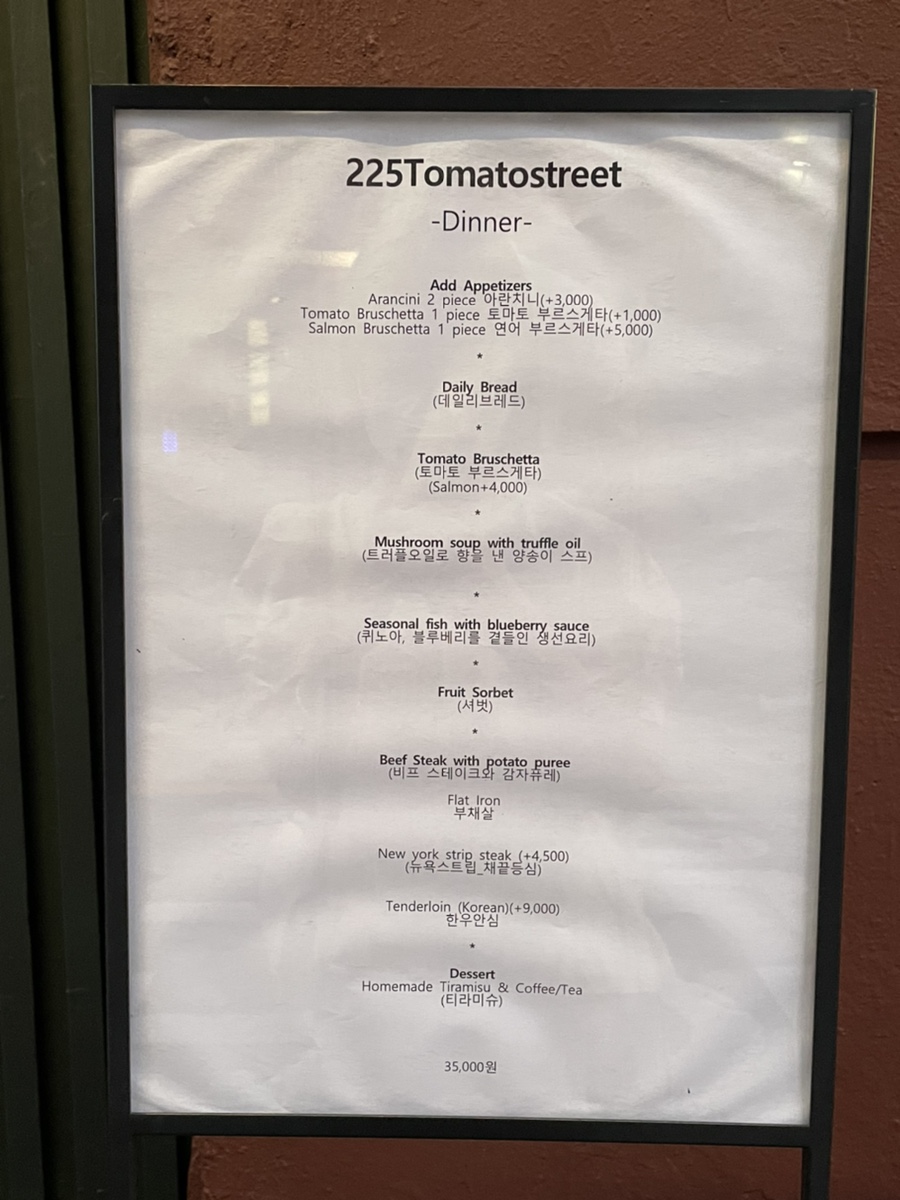 225Tomatostreet
-Dinner-
Add Appetizers
Arancini 2 piece 아란치니(+3,000)
Tomato Bruschetta 1 piece 토마토 부르스게타(+1,000)
Salmon Bruschetta 1 piece 연어 부르스게타(+5,000)
*
Daily Bread
(데일리브레드)
*
Tomato Bruschetta
(토마토 부르스게타)
(Salmon+4,000)
*
Mushroom soup with truffle oil
(트러플오일로 향을 낸 양송이 스프)
*
Seasonal fish with blueberry sauce
(퀴노아, 블루베리를 곁들인 생선요리)
*
Fruit Sorbet
(셔벗)
*
Beef Steak with potato puree
(비프 스테이크와 감자퓨레)
Flat Iron
부채살
New york strip steak (+4,500)
(뉴욕스트립_채끝등심)
Tenderloin (Korean)(+9,000)
한우안심
*
Dessert
Homemade Tiramisu & Coffee/Tea
(티라미슈)
35,000원